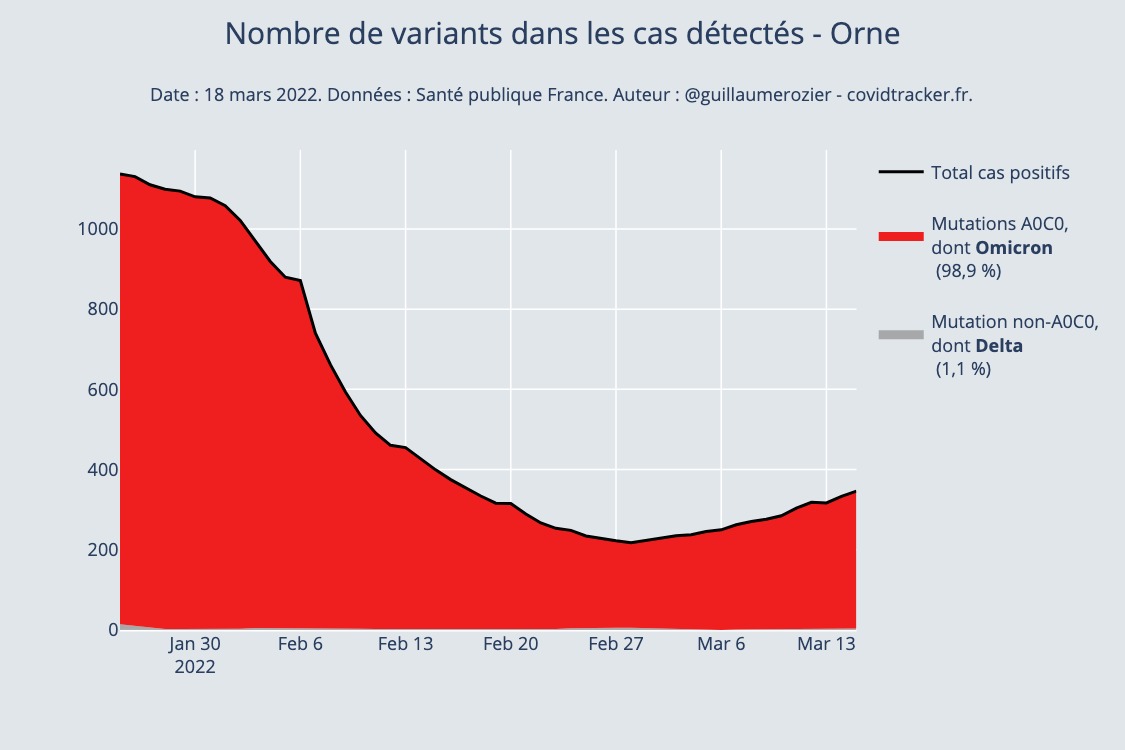 Nombre de variants dans les cas détectés - Orne
Date : 18 mars 2022. Données : Santé publique France. Auteur : @guillaumerozier - covidtracker.fr.
Total cas positifs
Mutations A0C0,
dont Omicron
(98,9 %)
Mutation non-A0C0,
dont Delta
(1,1 %)
1000
800
600
400
200
0
Jan 30 Feb 6 Feb 13 Feb 20 Feb 27 Mar 6 Mar 13
2022